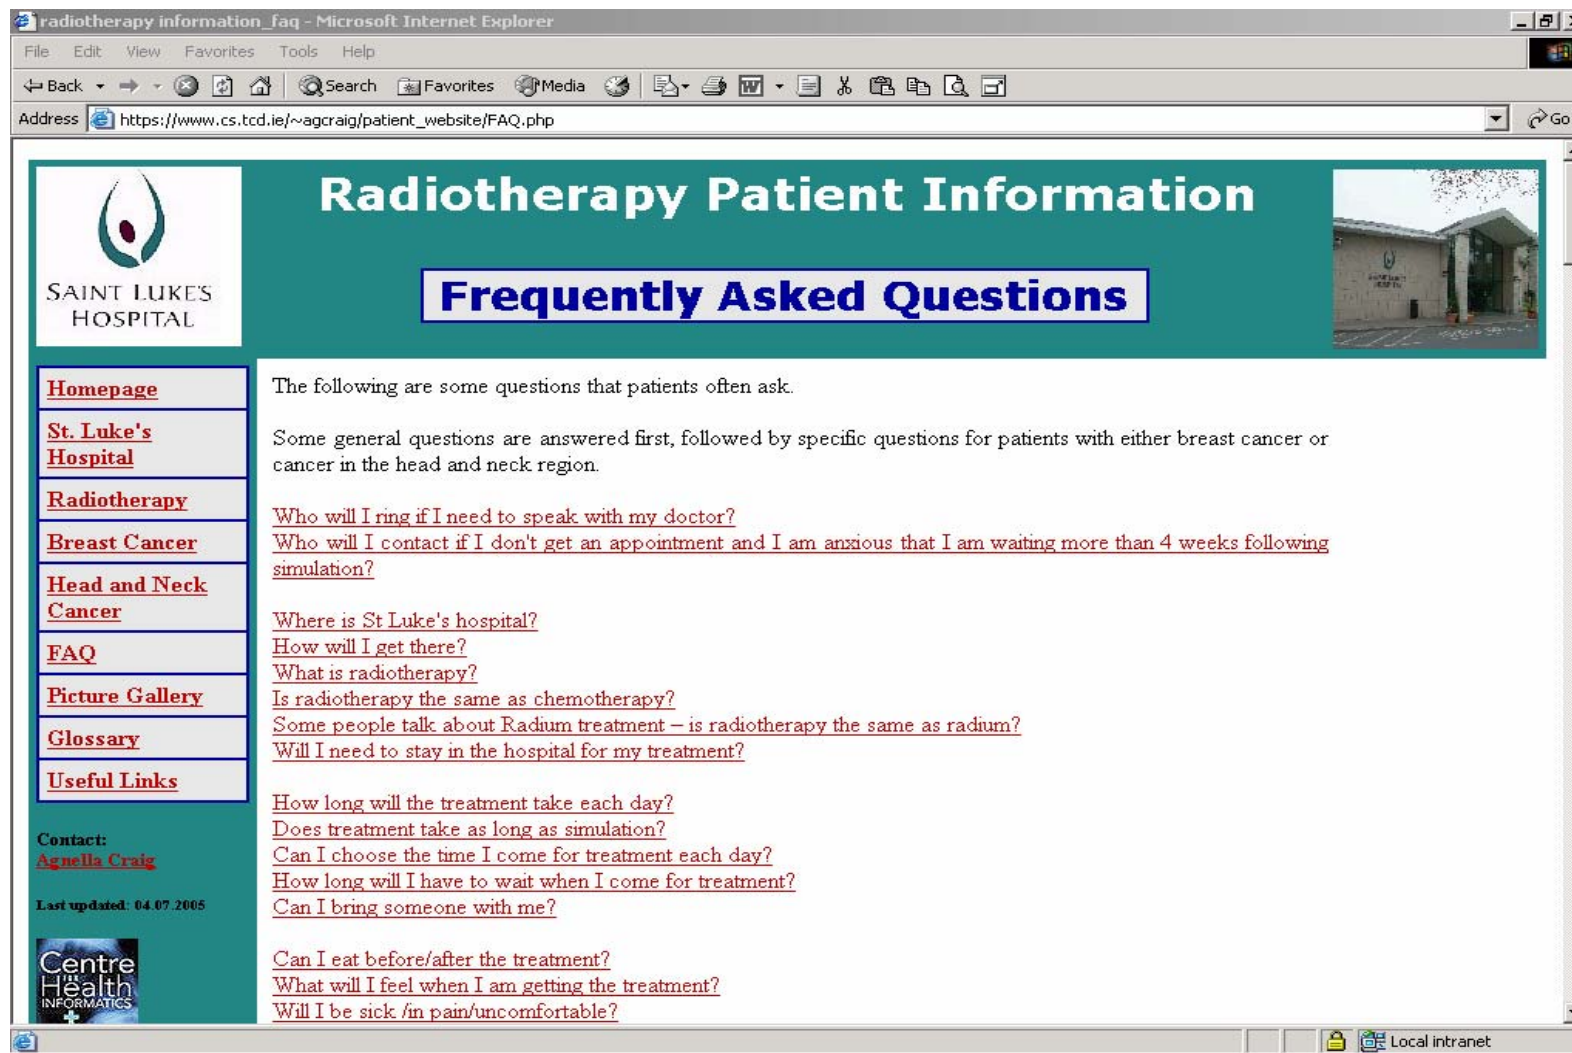 radiotherapy information_faq - Microsoft Internet Explorer
File Edit View Favorites Tools Help
Back Search Favorites Media
Address https://www.cs.tcd.ie/~agcraig/patient_website/FAQ.php Go
SAINT LUKE'S
HOSPITAL
Radiotherapy Patient Information
Frequently Asked Questions
Homepage
St. Luke's
Hospital
Radiotherapy
Breast Cancer
Head and Neck
Cancer
FAQ
Picture Gallery
Glossary
Useful Links
Contact:
Agnella Craig
Last updated: 04.07.2005
Centre
for
Health
INFORMATICS
The following are some questions that patients often ask.
Some general questions are answered first, followed by specific questions for patients with either breast cancer or
cancer in the head and neck region.
Who will I ring if I need to speak with my doctor?
Who will I contact if I don't get an appointment and I am anxious that I am waiting more than 4 weeks following
simulation?
Where is St Luke's hospital?
How will I get there?
What is radiotherapy?
Is radiotherapy the same as chemotherapy?
Some people talk about Radium treatment – is radiotherapy the same as radium?
Will I need to stay in the hospital for my treatment?
How long will the treatment take each day?
Does treatment take as long as simulation?
Can I choose the time I come for treatment each day?
How long will I have to wait when I come for treatment?
Can I bring someone with me?
Can I eat before/after the treatment?
What will I feel when I am getting the treatment?
Will I be sick /in pain/uncomfortable?
Local intranet